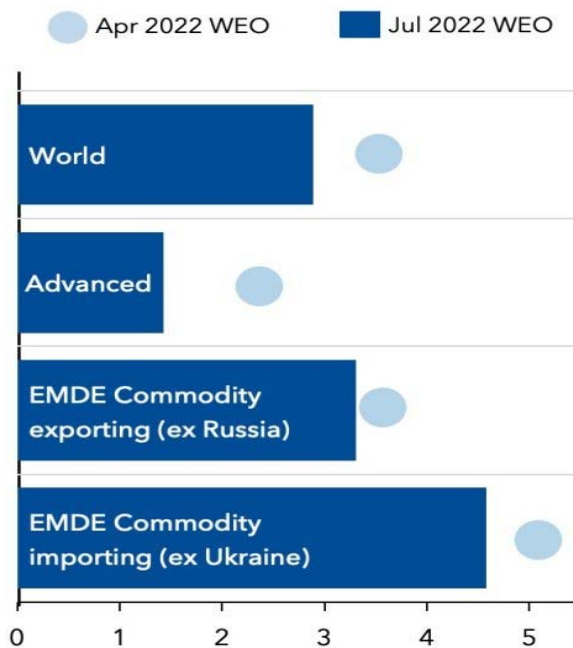 Apr 2022 WEO
Jul 2022 WEO
World
Advanced
EMDE Commodity
exporting (ex Russia)
EMDE Commodity
importing (ex Ukraine)
0 1 2 3 4 5